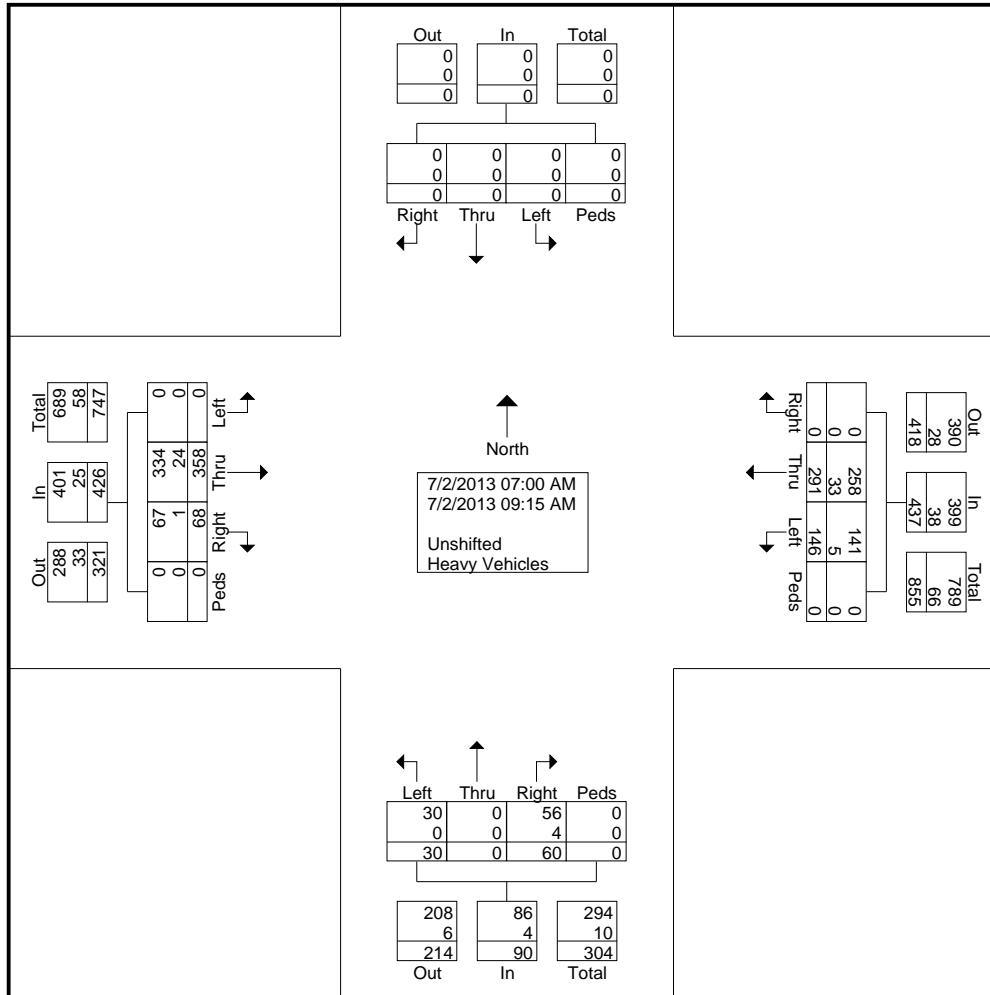 Out In Total
0 0 0
0 0 0
0 0 0
0 0 0 0
0 0 0 0
0 0 0 0
Right Thru Left Peds
Total In Out
689 401 288
58 25 33
747 426 321
0 334 67 0
0 24 1 0
0 358 68 0
Left Thru Right Peds
North
7/2/2013 07:00 AM
7/2/2013 09:15 AM
Unshifted
Heavy Vehicles
Right Thru Left Peds
0 258 141 0
0 33 5 0
0 291 146 0
Out In Total
390 399 789
28 38 66
418 437 855
Left Thru Right Peds
30 0 56 0
0 0 4 0
30 0 60 0
208 86 294
6 4 10
214 90 304
Out In Total